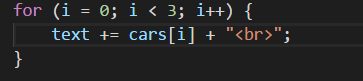 for (i = 0; i < 3; i++) {
    text += cars[i] + "<br>";
}